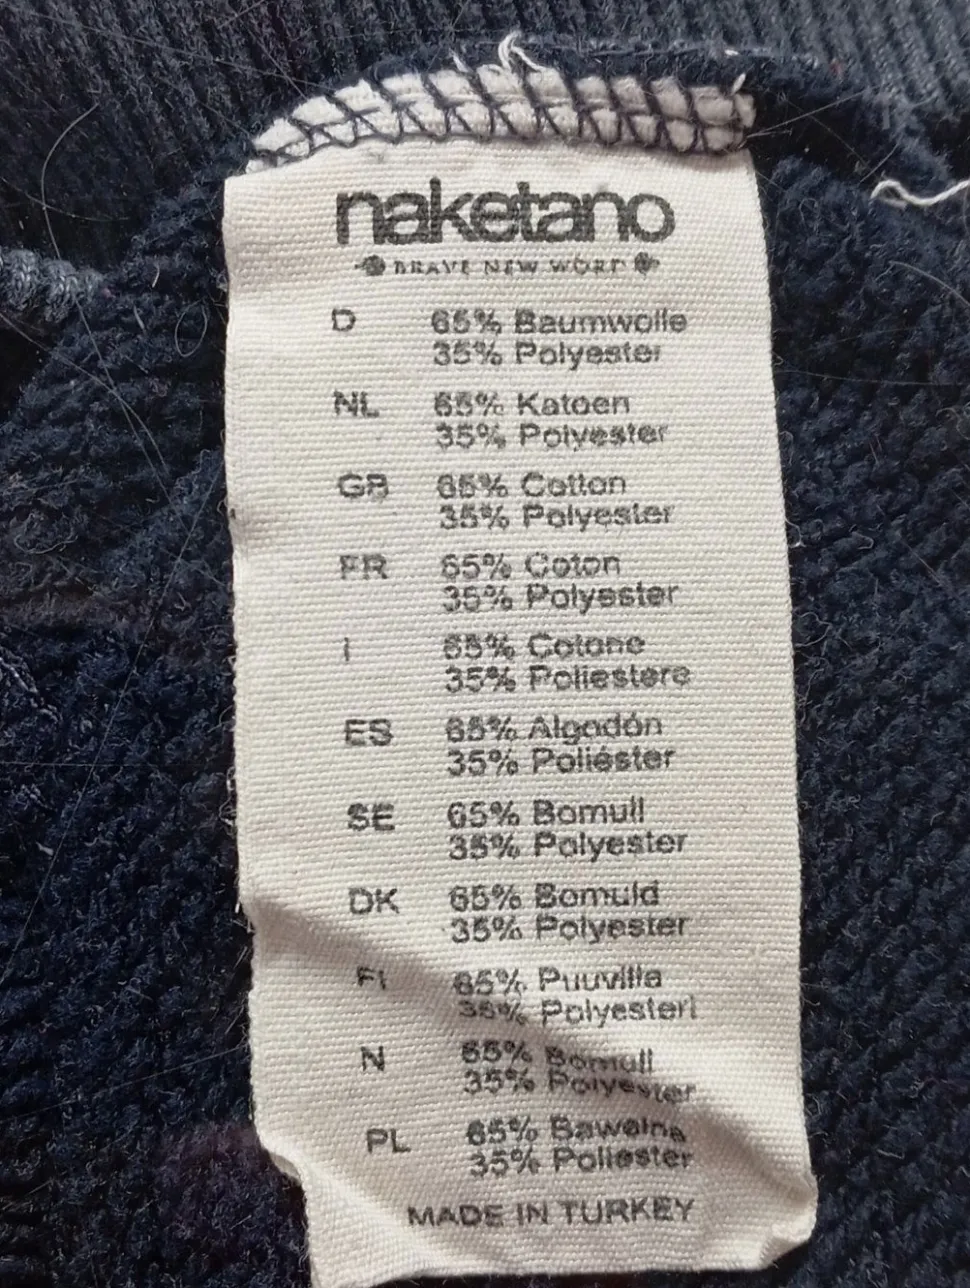 naketano
BRAVE NEW WORT
D 65% Baumwolle
35% Polyester
NL 65% Katoen
35% Polyester
GB 65% Cotton
35% Polyester
FR 65% Coton
35% Polyester
I 65% Cotone
35% Poliestere
ES 65% Algodón
35% Poliéster
SE 65% Bomull
35% Polyester
DK 65% Bomuld
35% Polyester
FI 65% Puuvilla
35% Polyesteri
N 65% Bomull
35% Polyester
PL 65% Bawelna
35% Poliester
MADE IN TURKEY